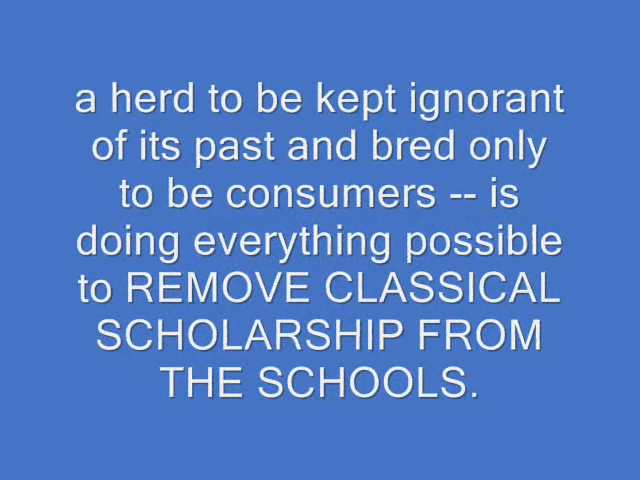 a herd to be kept ignorant
of its past and bred only
to be consumers -- is
doing everything possible
to REMOVE CLASSICAL
SCHOLARSHIP FROM
THE SCHOOLS.